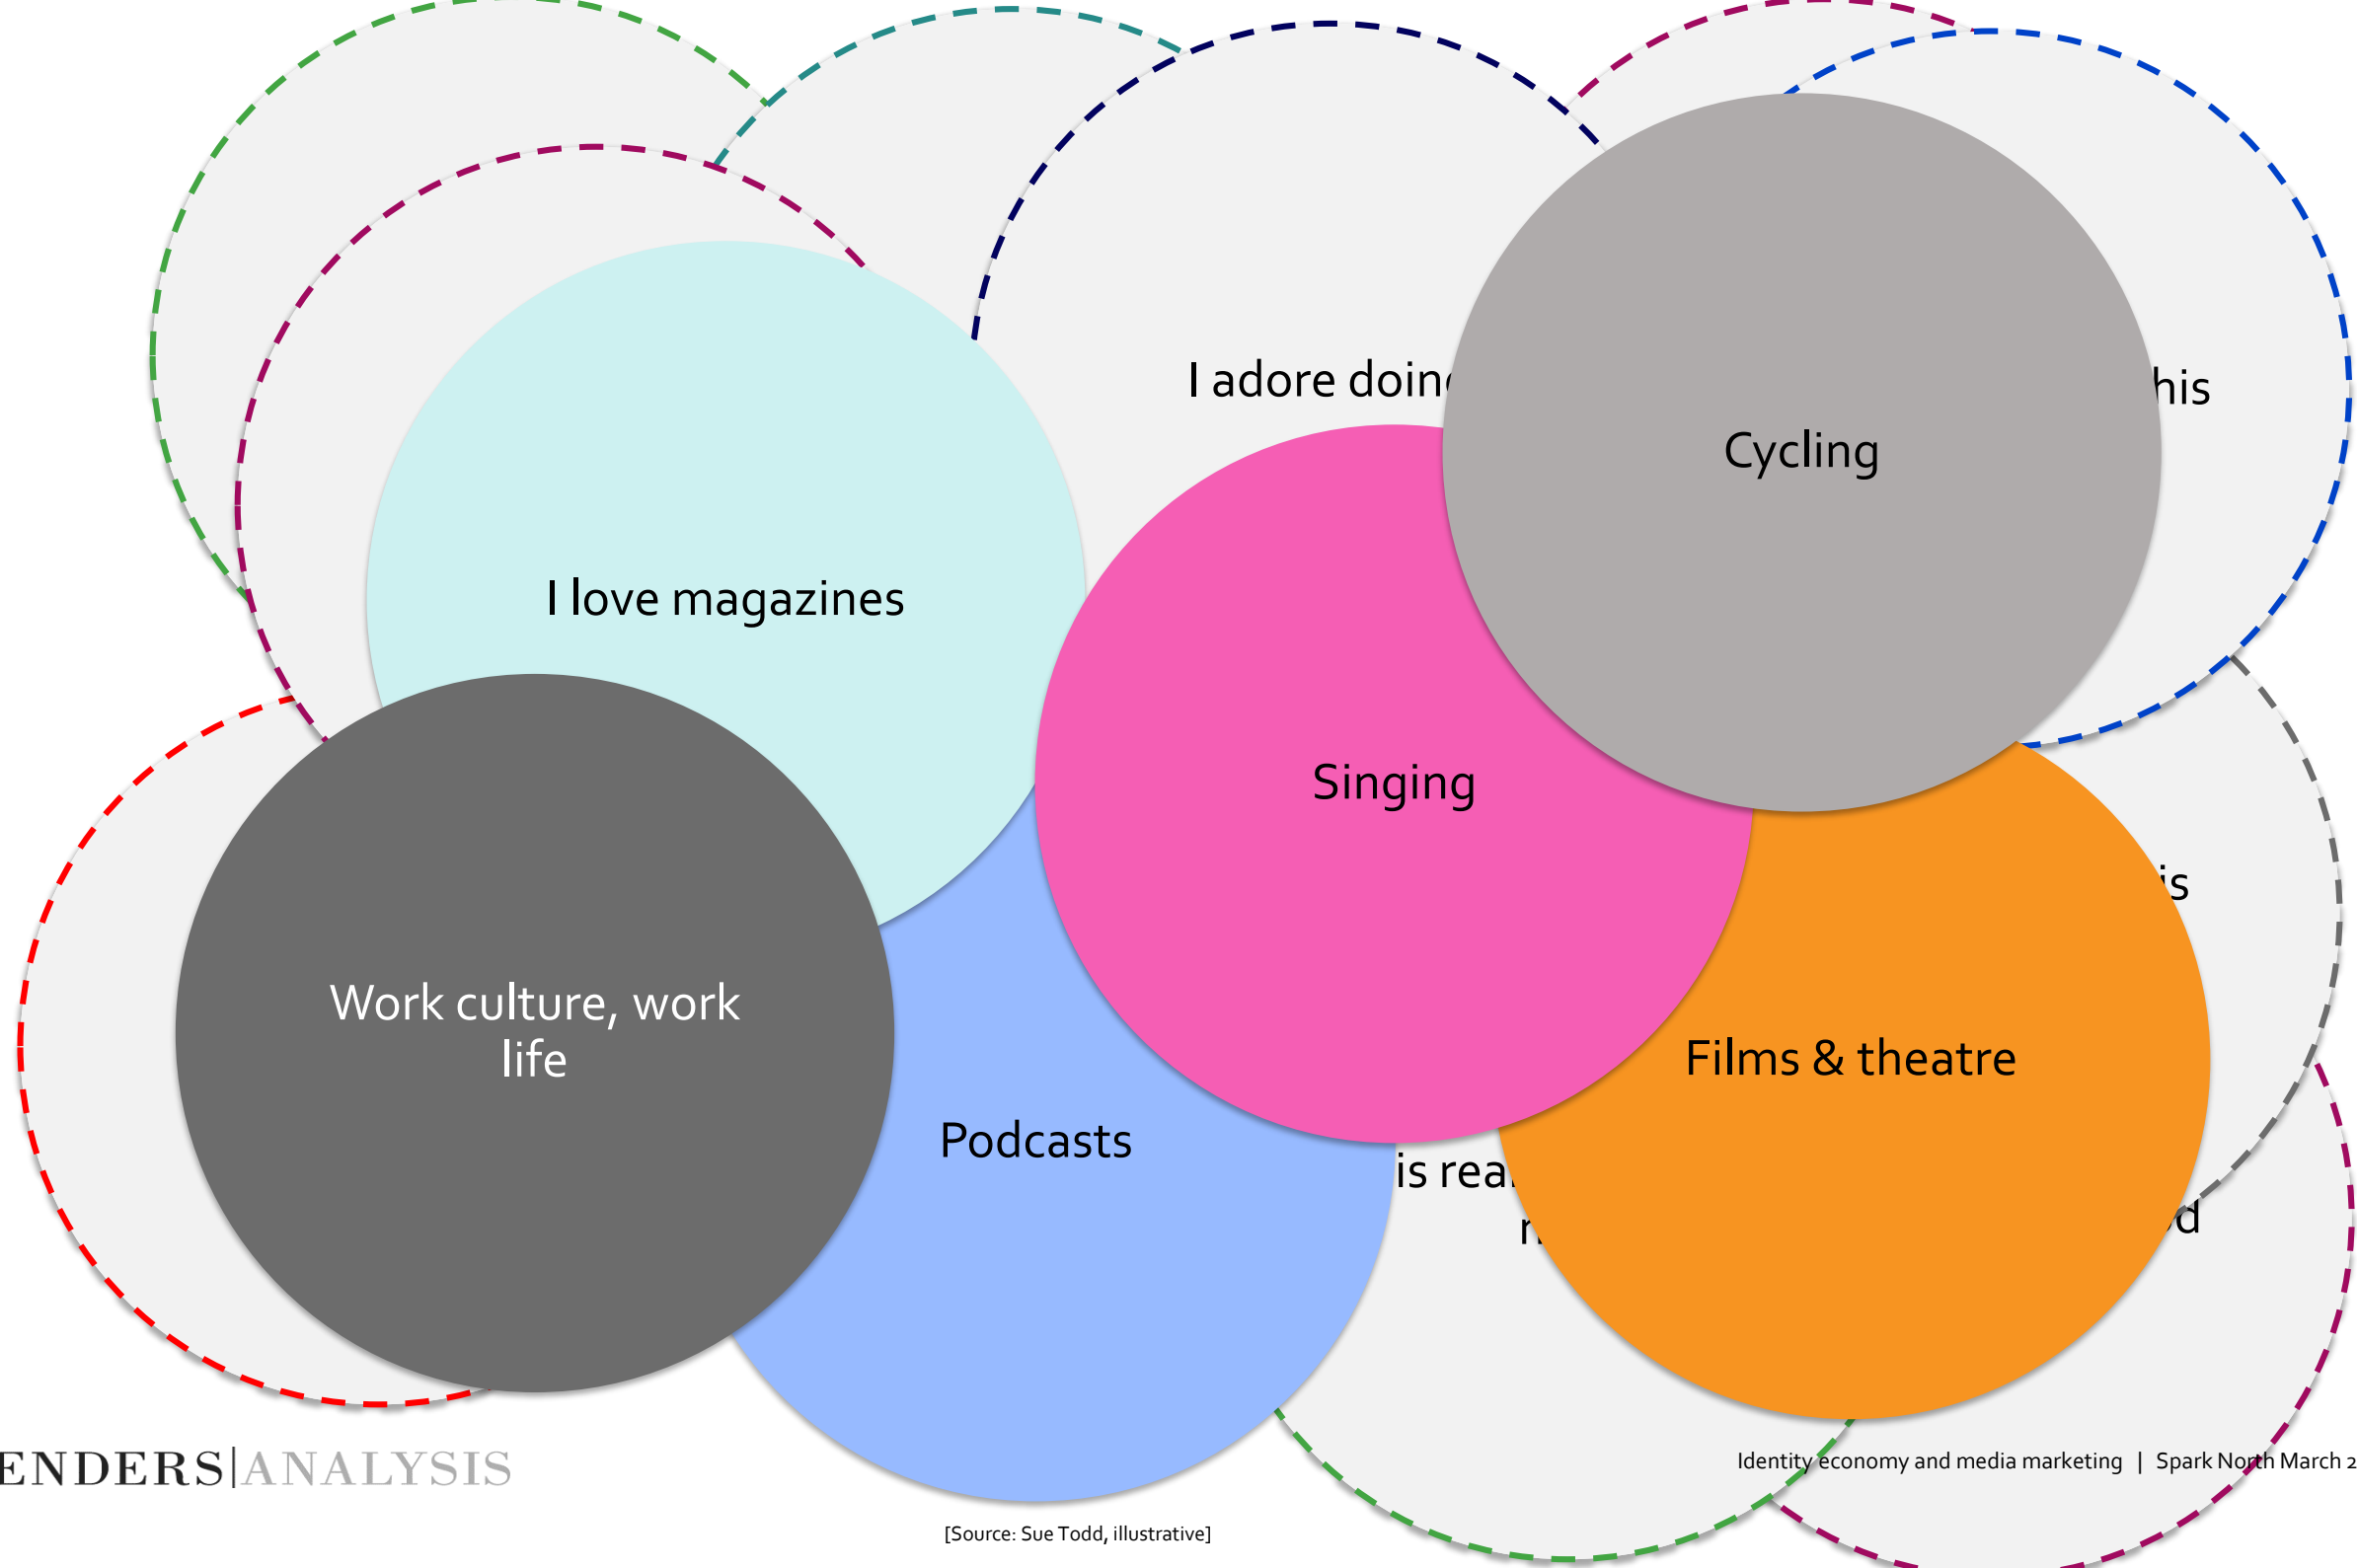 I adore doing
his
Cycling
I love magazines
Singing
is
Work culture, work
life
Films & theatre
Podcasts
is rea
d
ENDERS|ANALYSIS
Identity economy and media marketing | Spark North March 2
[Source: Sue Todd, illustrative]